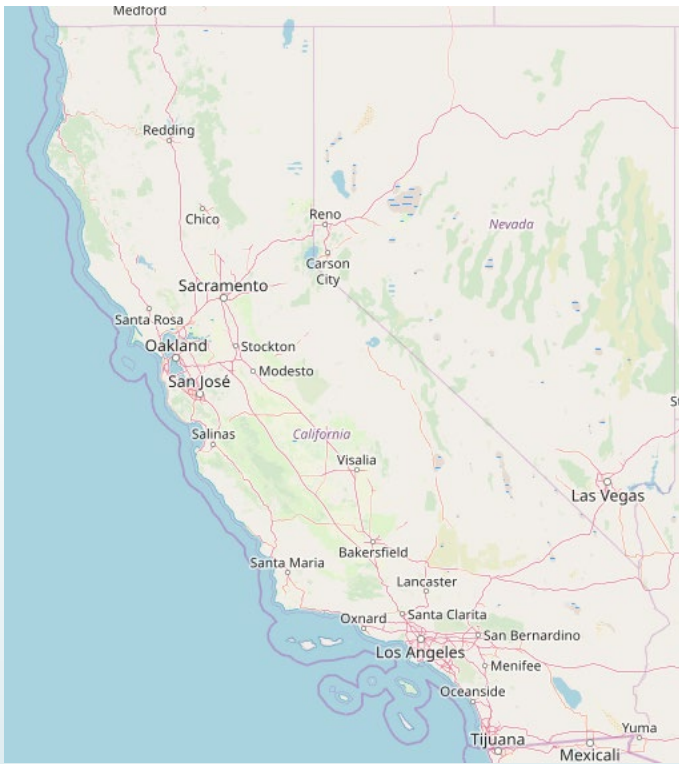 Medford
Redding
Chico
Reno
Nevada
Carson
City
Sacramento
Santa Rosa
Oakland
Stockton
San José
Modesto
Salinas
California
Visalia
Las Vegas
Bakersfield
Santa Maria
Lancaster
Oxnard
Santa Clarita
San Bernardino
Los Angeles
Menifee
Oceanside
Yuma
Tijuana
Mexicali